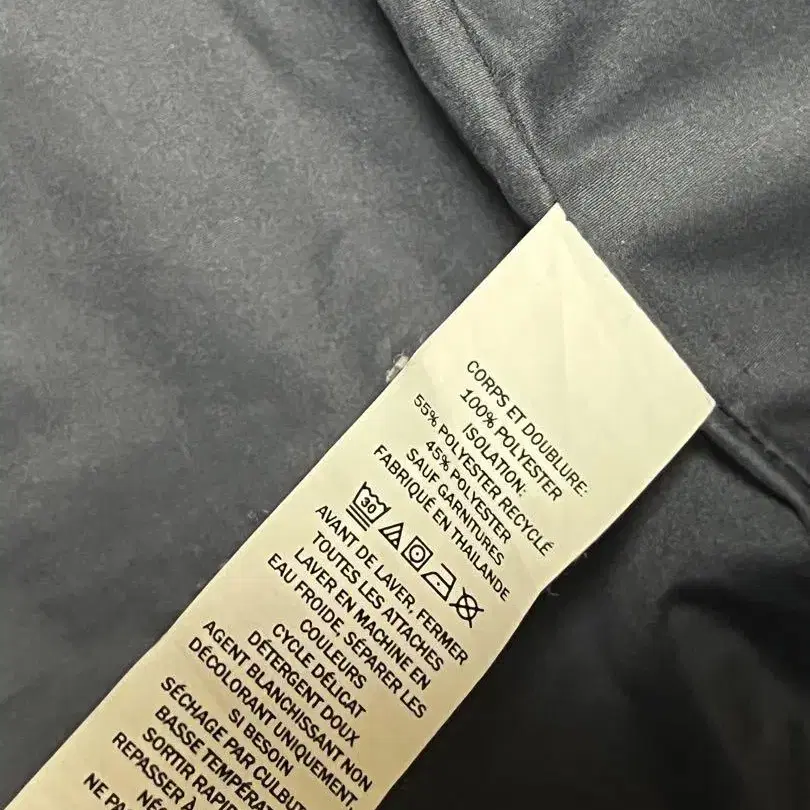 CORPS ET DOUBLURE:
100% POLYESTER
ISOLATION:
55% POLYESTER RECYCLÉ
45% POLYESTER
SAUF GARNITURES
FABRIQUÉ EN THAÏLANDE
30
AVANT DE LAVER, FERMER
TOUTES LES ATTACHES
LAVER EN MACHINE EN
EAU FROIDE, SÉPARER LES
COULEURS
CYCLE DÉLICAT
DÉTERGENT DOUX
AGENT BLANCHISSANT NON
DÉCOLORANT UNIQUEMENT,
SI BESOIN
SÉCHAGE PAR
BASSE
SORTIR
REPASSER À